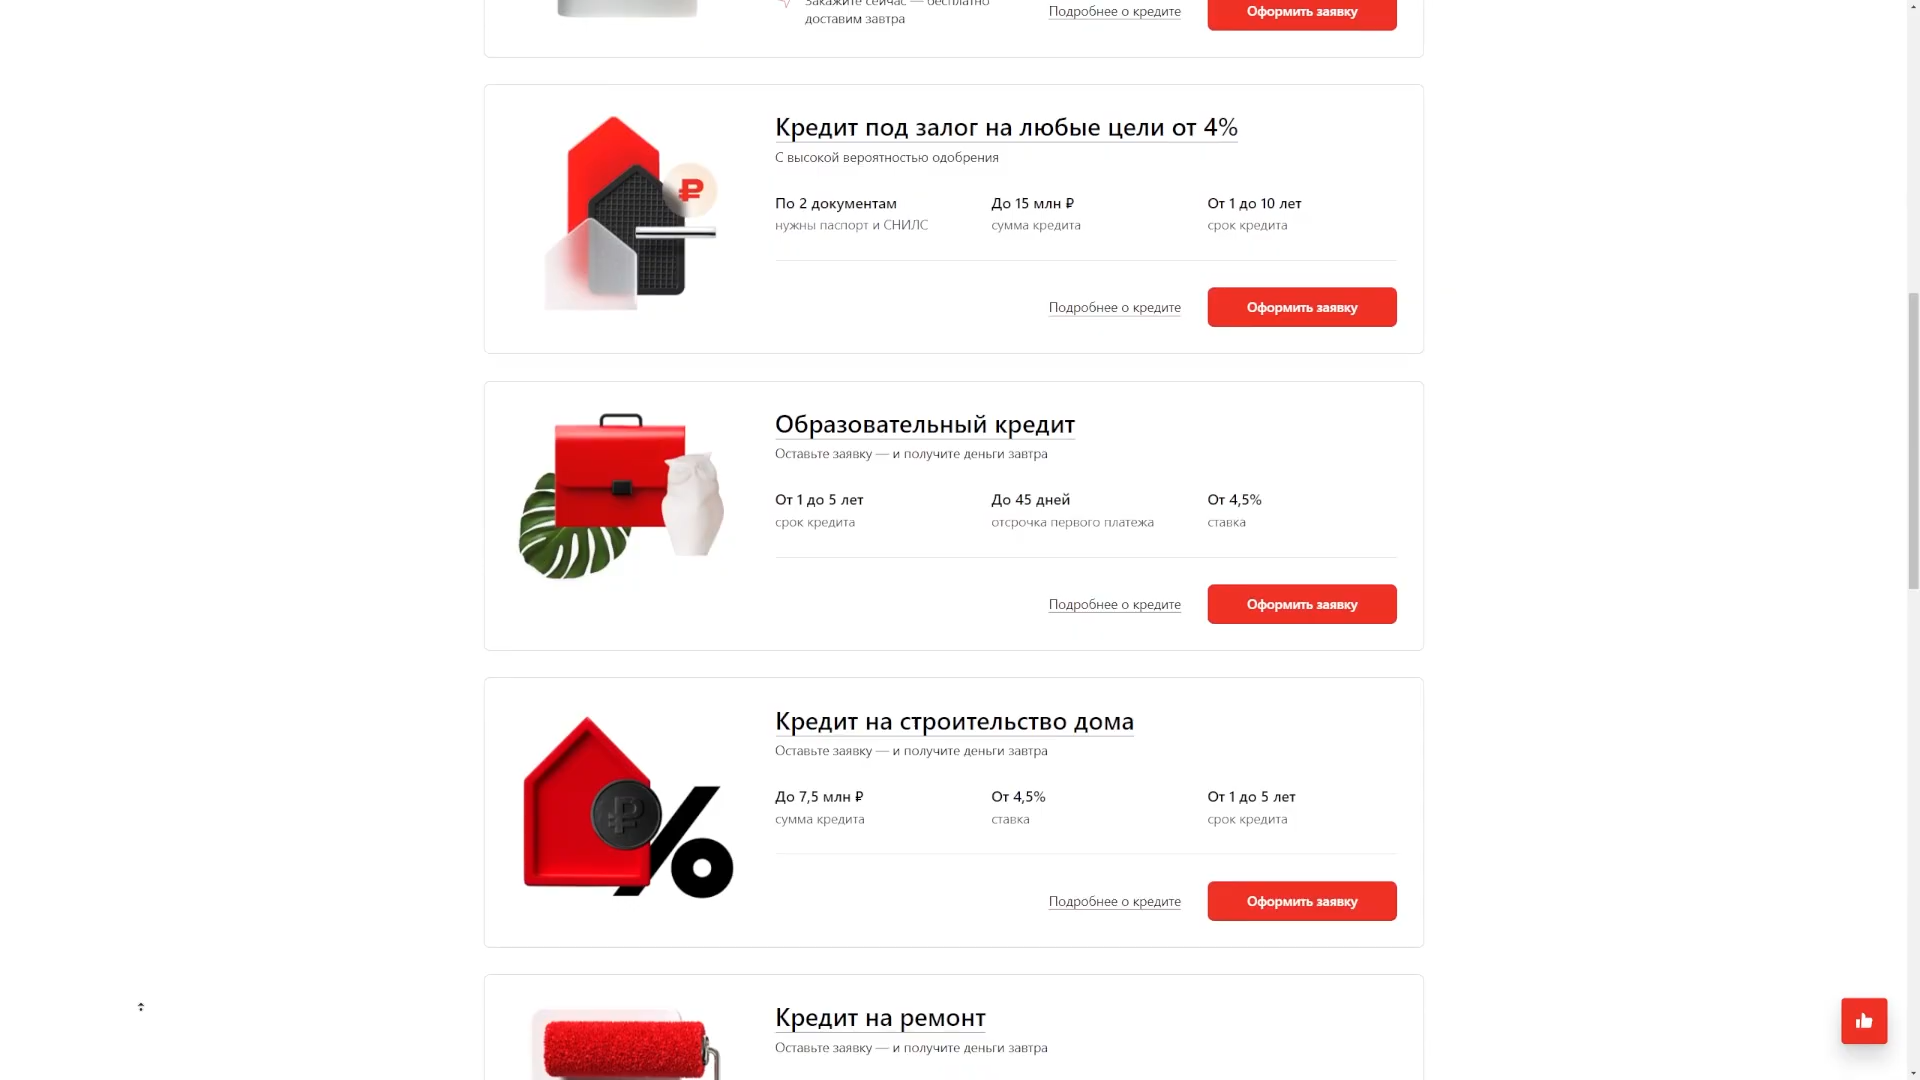 Закажите сейчас — бесплатно
доставим завтра
Подробнее о кредите
Оформить заявку
Кредит под залог на любые цели от 4%
С высокой вероятностью одобрения
По 2 документам
До 15 млн ₽
От 1 до 10 лет
нужны паспорт и СНИЛС
сумма кредита
срок кредита
Подробнее о кредите
Оформить заявку
Образовательный кредит
Оставьте заявку — и получите деньги завтра
От 1 до 5 лет
До 45 дней
От 4,5%
срок кредита
отсрочка первого платежа
ставка
Подробнее о кредите
Оформить заявку
Кредит на строительство дома
Оставьте заявку — и получите деньги завтра
До 7,5 млн ₽
От 4,5%
От 1 до 5 лет
сумма кредита
ставка
срок кредита
Подробнее о кредите
Оформить заявку
Кредит на ремонт
Оставьте заявку — и получите деньги завтра